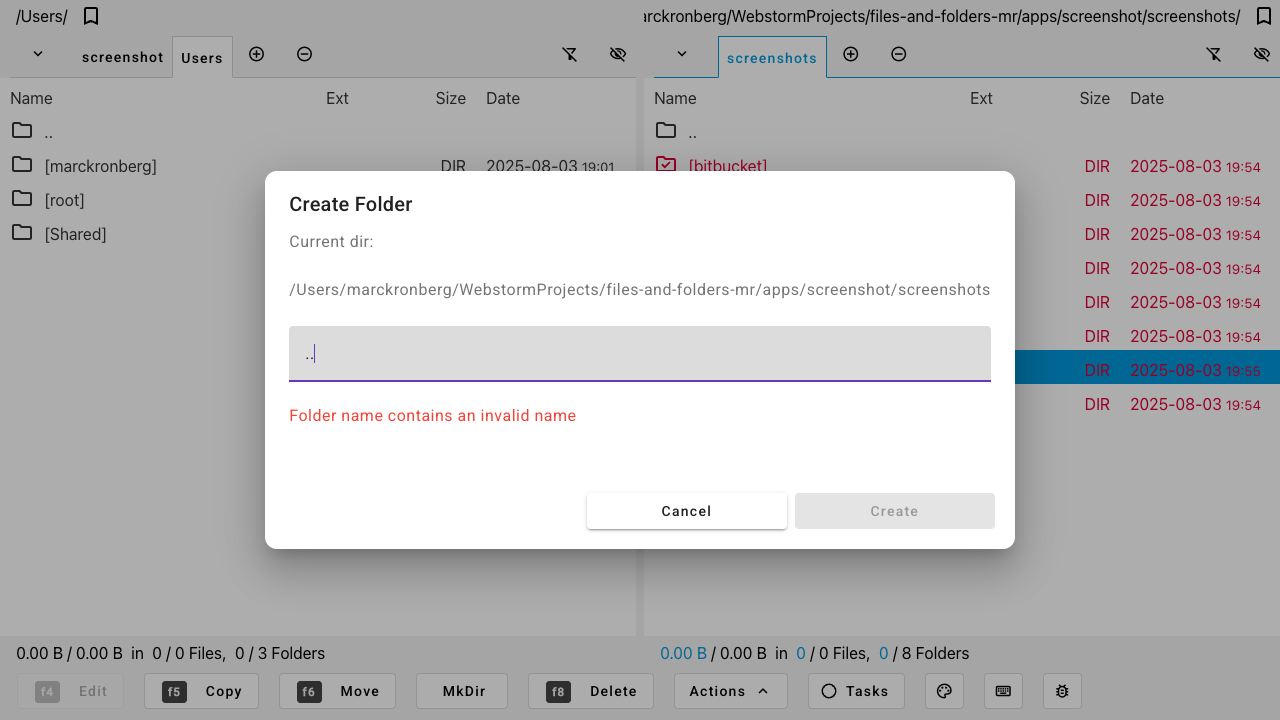 /Users/
arckronberg/WebstormProjects/files-and-folders-mr/apps/screenshot/screenshots/
screenshot Users
screenshots
Name Ext Size Date
Name Ext Size Date
..
[marckronberg] DIR 2025-08-03 19:01
[root]
[Shared]
..
[bitbucket] DIR 2025-08-03 19:54
DIR 2025-08-03 19:54
DIR 2025-08-03 19:54
DIR 2025-08-03 19:54
DIR 2025-08-03 19:54
DIR 2025-08-03 19:54
DIR 2025-08-03 19:55
DIR 2025-08-03 19:54
Create Folder
Current dir:
/Users/marckronberg/WebstormProjects/files-and-folders-mr/apps/screenshot/screenshots
..
Folder name contains an invalid name
Cancel Create
0.00 B / 0.00 B in 0 / 0 Files, 0 / 3 Folders
0.00 B / 0.00 B in 0 / 0 Files, 0 / 8 Folders
f4 Edit f5 Copy f6 Move MkDir f8 Delete Actions Tasks